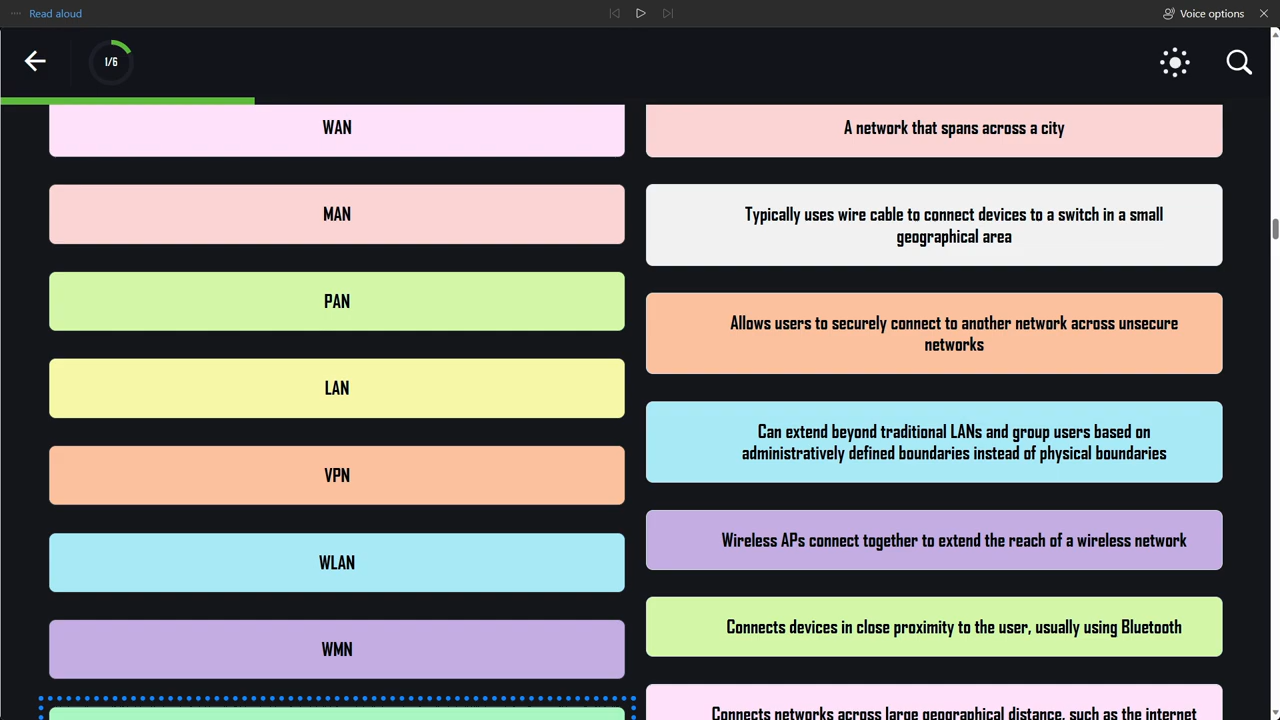 Read aloud
Voice options
1/6
WAN
MAN
PAN
LAN
VPN
WLAN
WMN
A network that spans across a city
Typically uses wire cable to connect devices to a switch in a small
geographical area
Allows users to securely connect to another network across unsecure
networks
Can extend beyond traditional LANs and group users based on
administratively defined boundaries instead of physical boundaries
Wireless APs connect together to extend the reach of a wireless network
Connects devices in close proximity to the user, usually using Bluetooth
Connects networks across large geographical distance, such as the internet